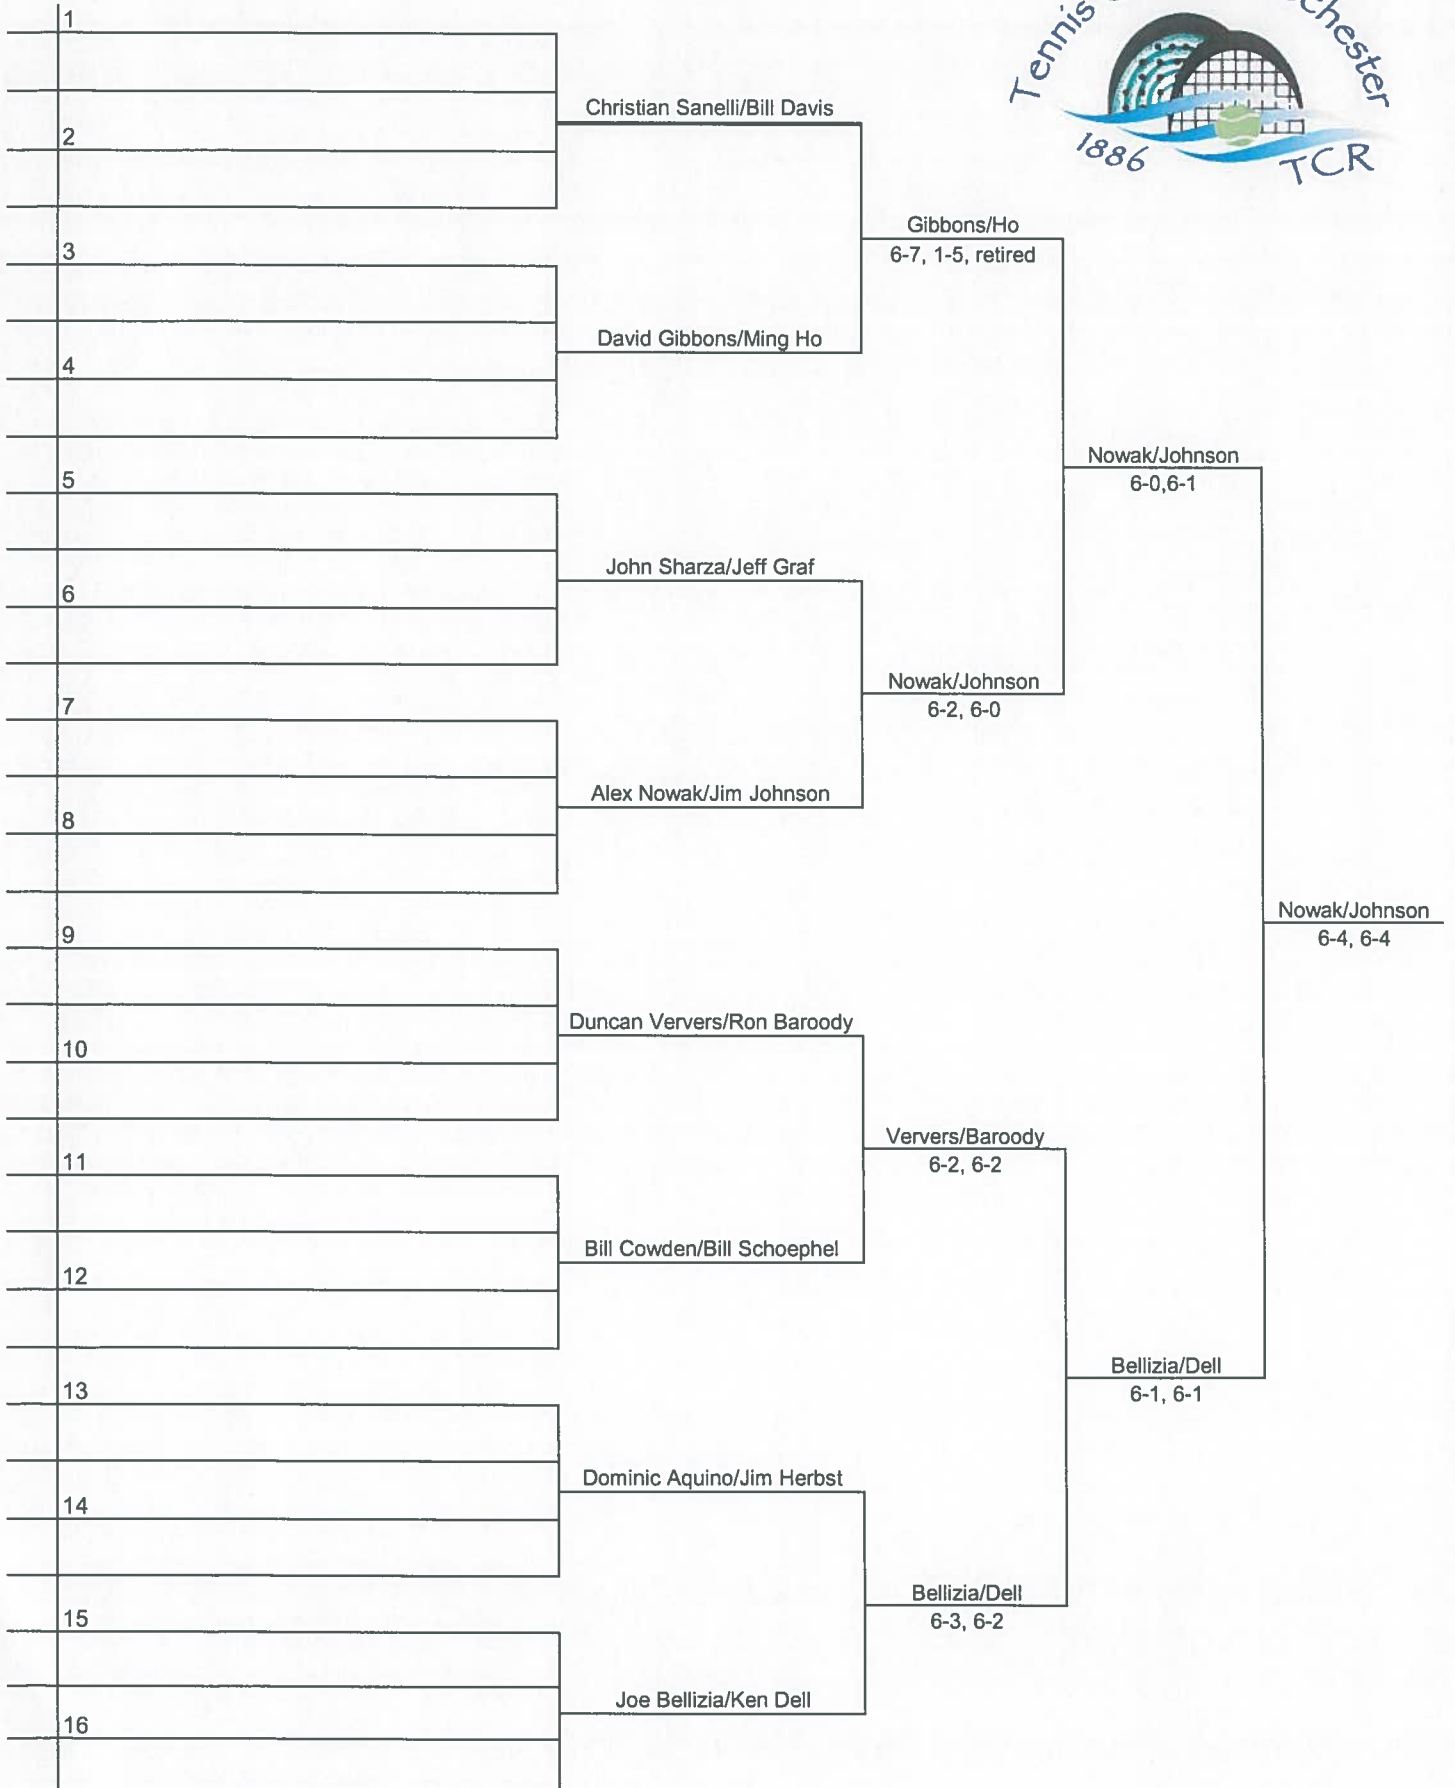 Tennis
chester
1886
TCR
1
2
Christian Sanelli/Bill Davis
3
Gibbons/Ho
6-7, 1-5, retired
David Gibbons/Ming Ho
4
Nowak/Johnson
6-0,6-1
5
John Sharza/Jeff Graf
6
Nowak/Johnson
6-2, 6-0
7
Alex Nowak/Jim Johnson
8
Nowak/Johnson
6-4, 6-4
9
Duncan Ververs/Ron Baroody
10
Ververs/Baroody
6-2, 6-2
11
Bill Cowden/Bill Schoephel
12
Bellizia/Dell
6-1, 6-1
13
Dominic Aquino/Jim Herbst
14
Bellizia/Dell
6-3, 6-2
15
Joe Bellizia/Ken Dell
16